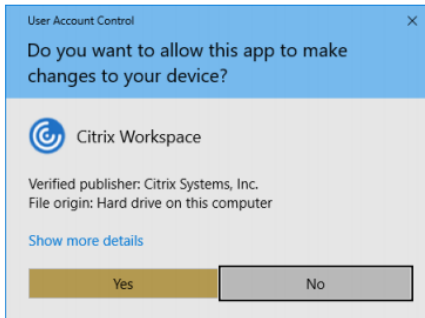 User Account Control
Do you want to allow this app to make
changes to your device?
Citrix Workspace
Verified publisher: Citrix Systems, Inc.
File origin: Hard drive on this computer
Show more details
Yes
No